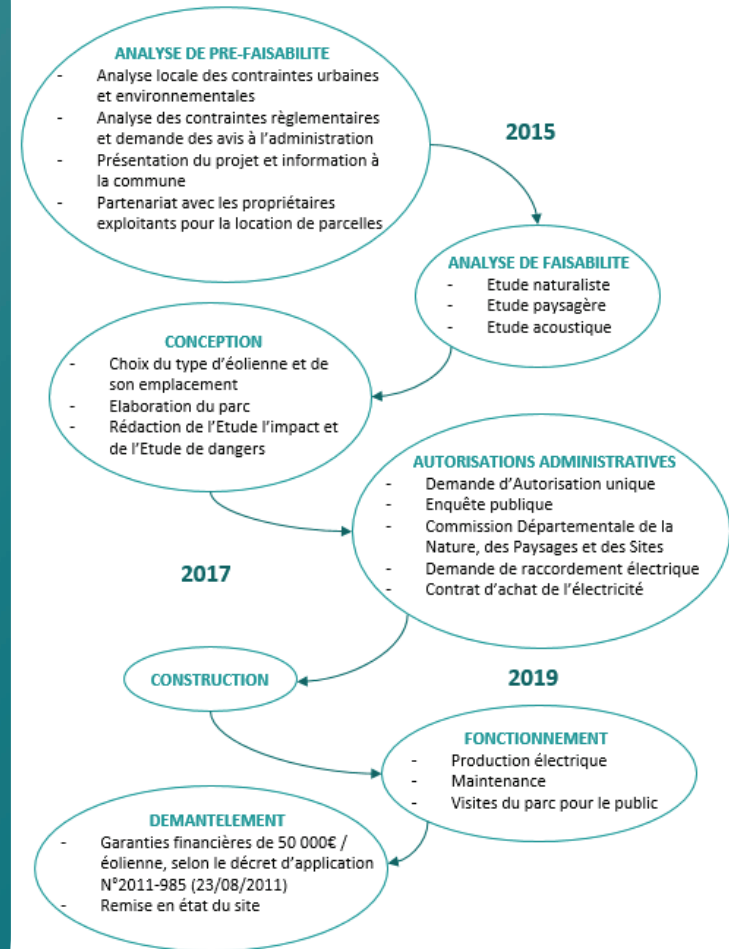 ANALYSE DE PRE-FAISABILITE
- Analyse locale des contraintes urbaines
et environnementales
- Analyse des contraintes règlementaires
et demande des avis à l'administration
- Présentation du projet et information à
la commune
- Partenariat avec les propriétaires
exploitants pour la location de parcelles
2015
ANALYSE DE FAISABILITE
- Etude naturaliste
- Etude paysagère
- Etude acoustique
CONCEPTION
- Choix du type d'éolienne et de
son emplacement
- Elaboration du parc
- Rédaction de l'Etude l'impact et
de l'Etude de dangers
AUTORISATIONS ADMINISTRATIVES
- Demande d'Autorisation unique
- Enquête publique
- Commission Départementale de la
Nature, des Paysages et des Sites
- Demande de raccordement électrique
- Contrat d'achat de l'électricité
2017
CONSTRUCTION
2019
FONCTIONNEMENT
- Production électrique
- Maintenance
- Visites du parc pour le public
DEMANTELEMENT
- Garanties financières de 50 000€ /
éolienne, selon le décret d'application
N°2011-985 (23/08/2011)
- Remise en état du site